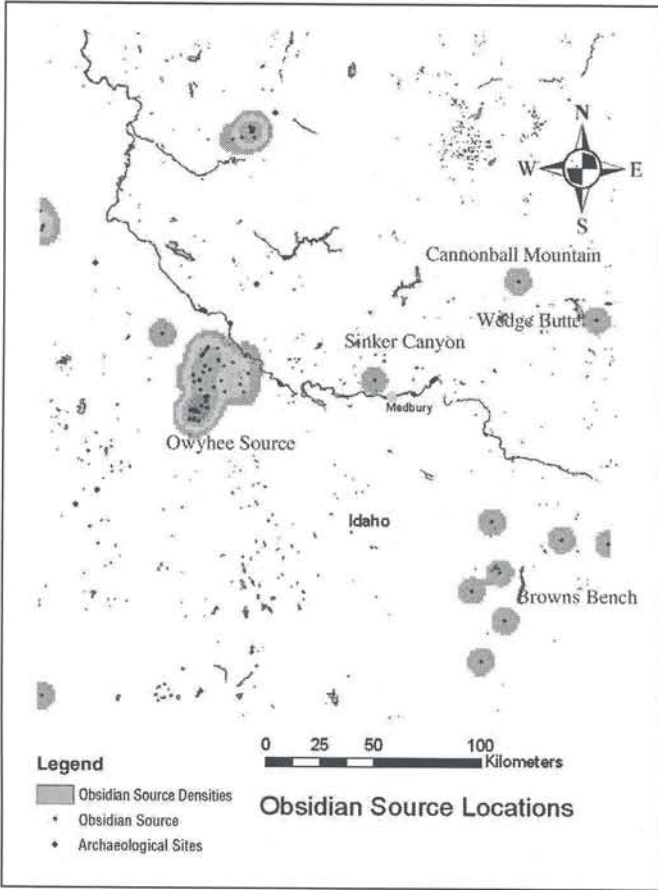 N
W E
S
Cannonball Mountain
Wedge Butte
Sinker Canyon
Medbury
Owyhee Source
Idaho
Browns Bench
0 25 50 100
Kilometers
Legend
Obsidian Source Densities
Obsidian Source
Archaeological Sites
Obsidian Source Locations